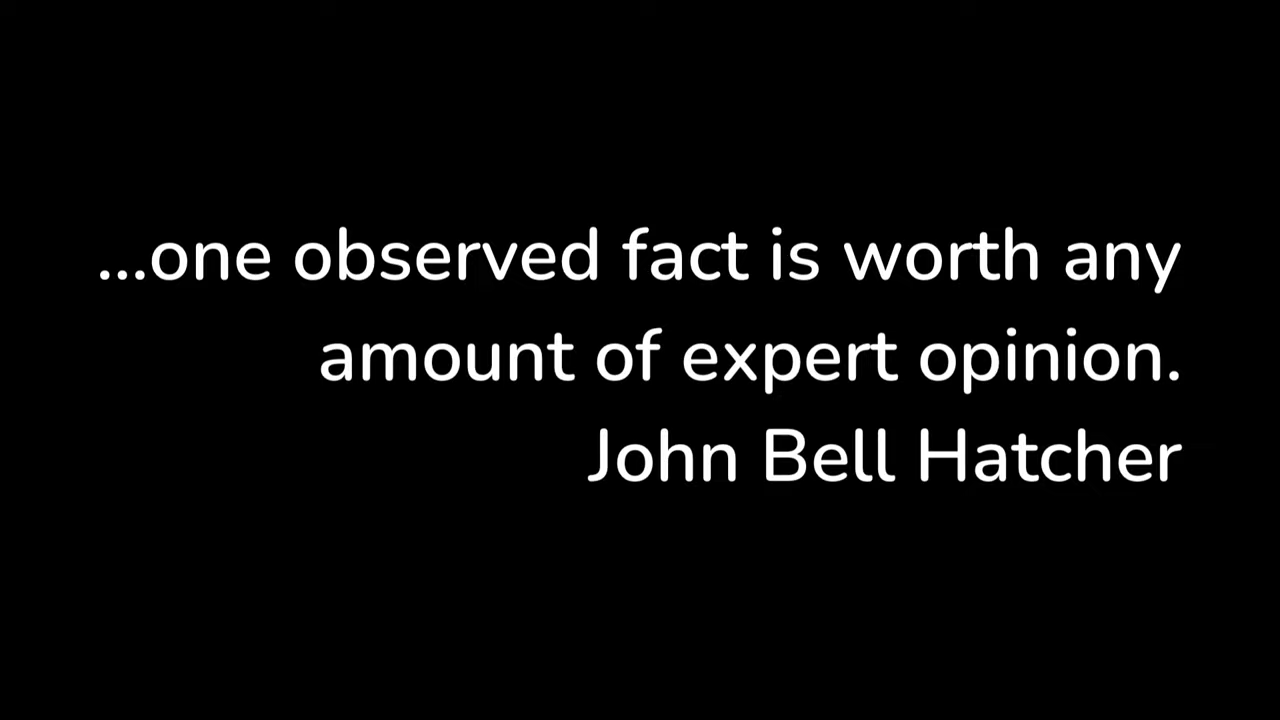 ...one observed fact is worth any
amount of expert opinion.
John Bell Hatcher